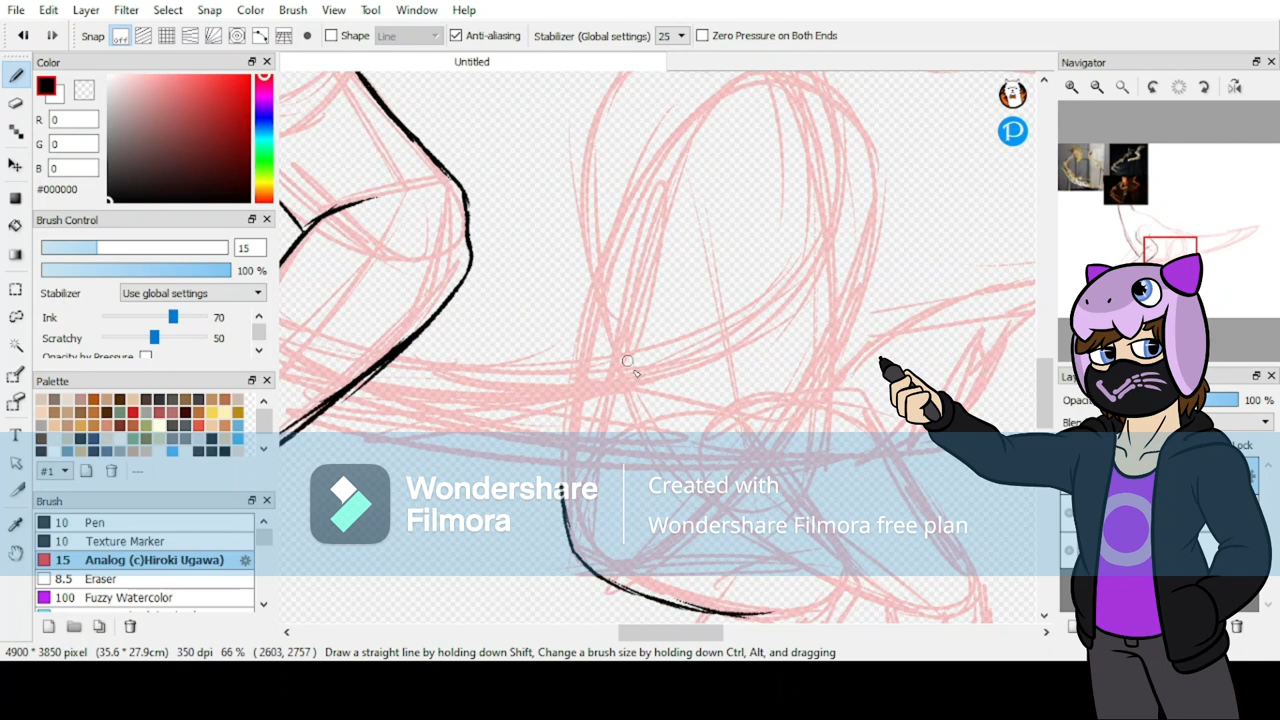 File Edit Layer Filter Select Snap Color Brush View Tool Window Help
Snap off Shape Line Anti-aliasing Stabilizer (Global settings) 25 Zero Pressure on Both Ends
Color
Untitled
Navigator
R 0
G 0
B 0
#000000
Brush Control
15
100 %
Stabilizer Use global settings
Ink 70
Scratchy 50
Opacity by Pressure
Palette
#1
---
Opac 100 %
Blen
Lock
Brush
10 Pen
10 Texture Marker
15 Analog (c)Hiroki Ugawa)
8.5 Eraser
100 Fuzzy Watercolor
Wondershare
Filmora
Created with
Wondershare Filmora free plan
4900 * 3850 pixel (35.6 * 27.9cm) 350 dpi 66 % ( 2603, 2757 ) Draw a straight line by holding down Shift, Change a brush size by holding down Ctrl, Alt, and dragging